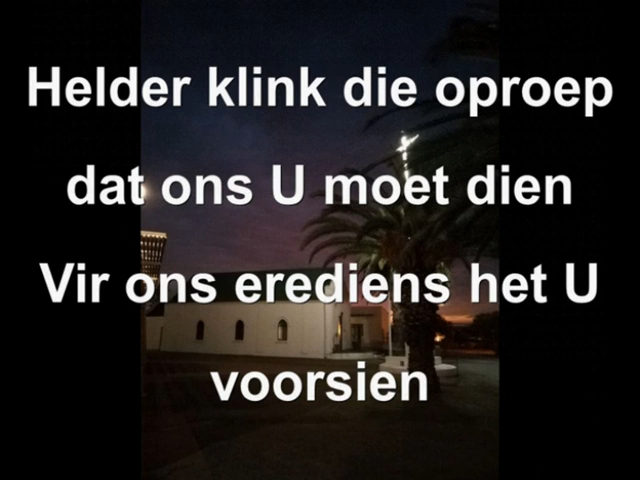 Helder klink die oproep
dat ons U moet dien
Vir ons erediens het U
voorsien